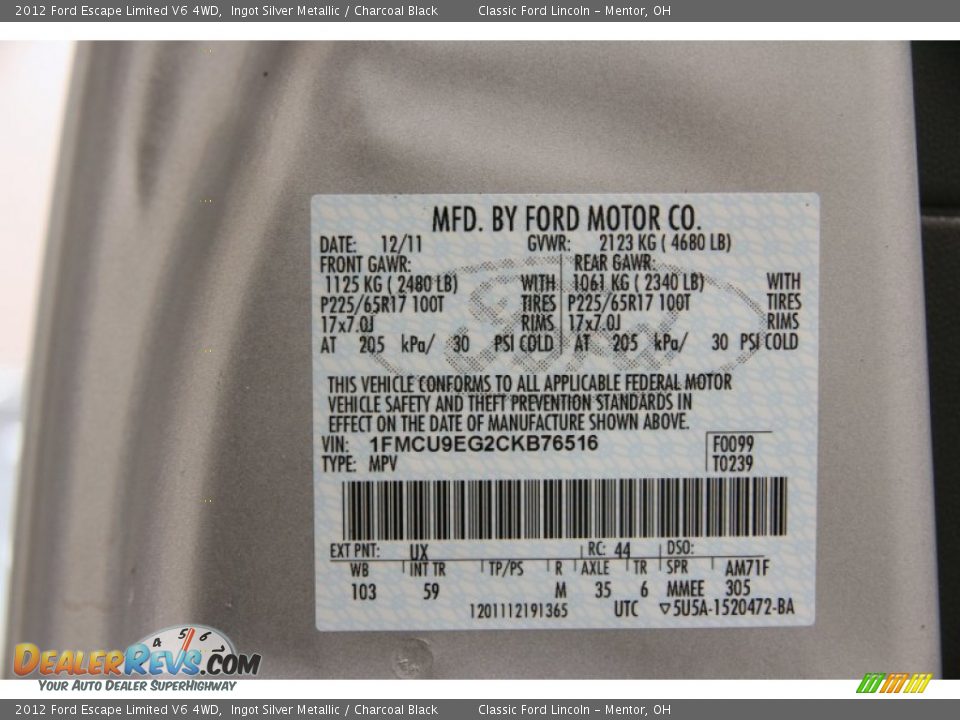 2012 Ford Escape Limited V6 4WD, Ingot Silver Metallic / Charcoal Black Classic Ford Lincoln – Mentor, OH
MFD. BY FORD MOTOR CO.
DATE: 12/11 GVWR: 2123 KG ( 4680 LB)
FRONT GAWR: REAR GAWR:
1125 KG ( 2480 LB) WITH 1061 KG ( 2340 LB) WITH
P225/65R17 100T TIRES P225/65R17 100T TIRES
17x7.0J RIMS 17x7.0J RIMS
AT 205 kPa/ 30 PSI COLD AT 205 kPa/ 30 PSI COLD
THIS VEHICLE CONFORMS TO ALL APPLICABLE FEDERAL MOTOR
VEHICLE SAFETY AND THEFT PREVENTION STANDARDS IN
EFFECT ON THE DATE OF MANUFACTURE SHOWN ABOVE.
VIN: 1FMCU9EG2CKB76516 F0099
TYPE: MPV T0239
EXT PNT: UX RC: 44 DSO:
WB INT TR TP/PS R AXLE TR SPR AM71F
103 59 M 35 6 MMEE 305
1201112191365 UTC ▽5U5A-1520472-BA
4 5 6
DEALERREVS.COM
YOUR AUTO DEALER SUPERHIGHWAY
2012 Ford Escape Limited V6 4WD, Ingot Silver Metallic / Charcoal Black Classic Ford Lincoln – Mentor, OH